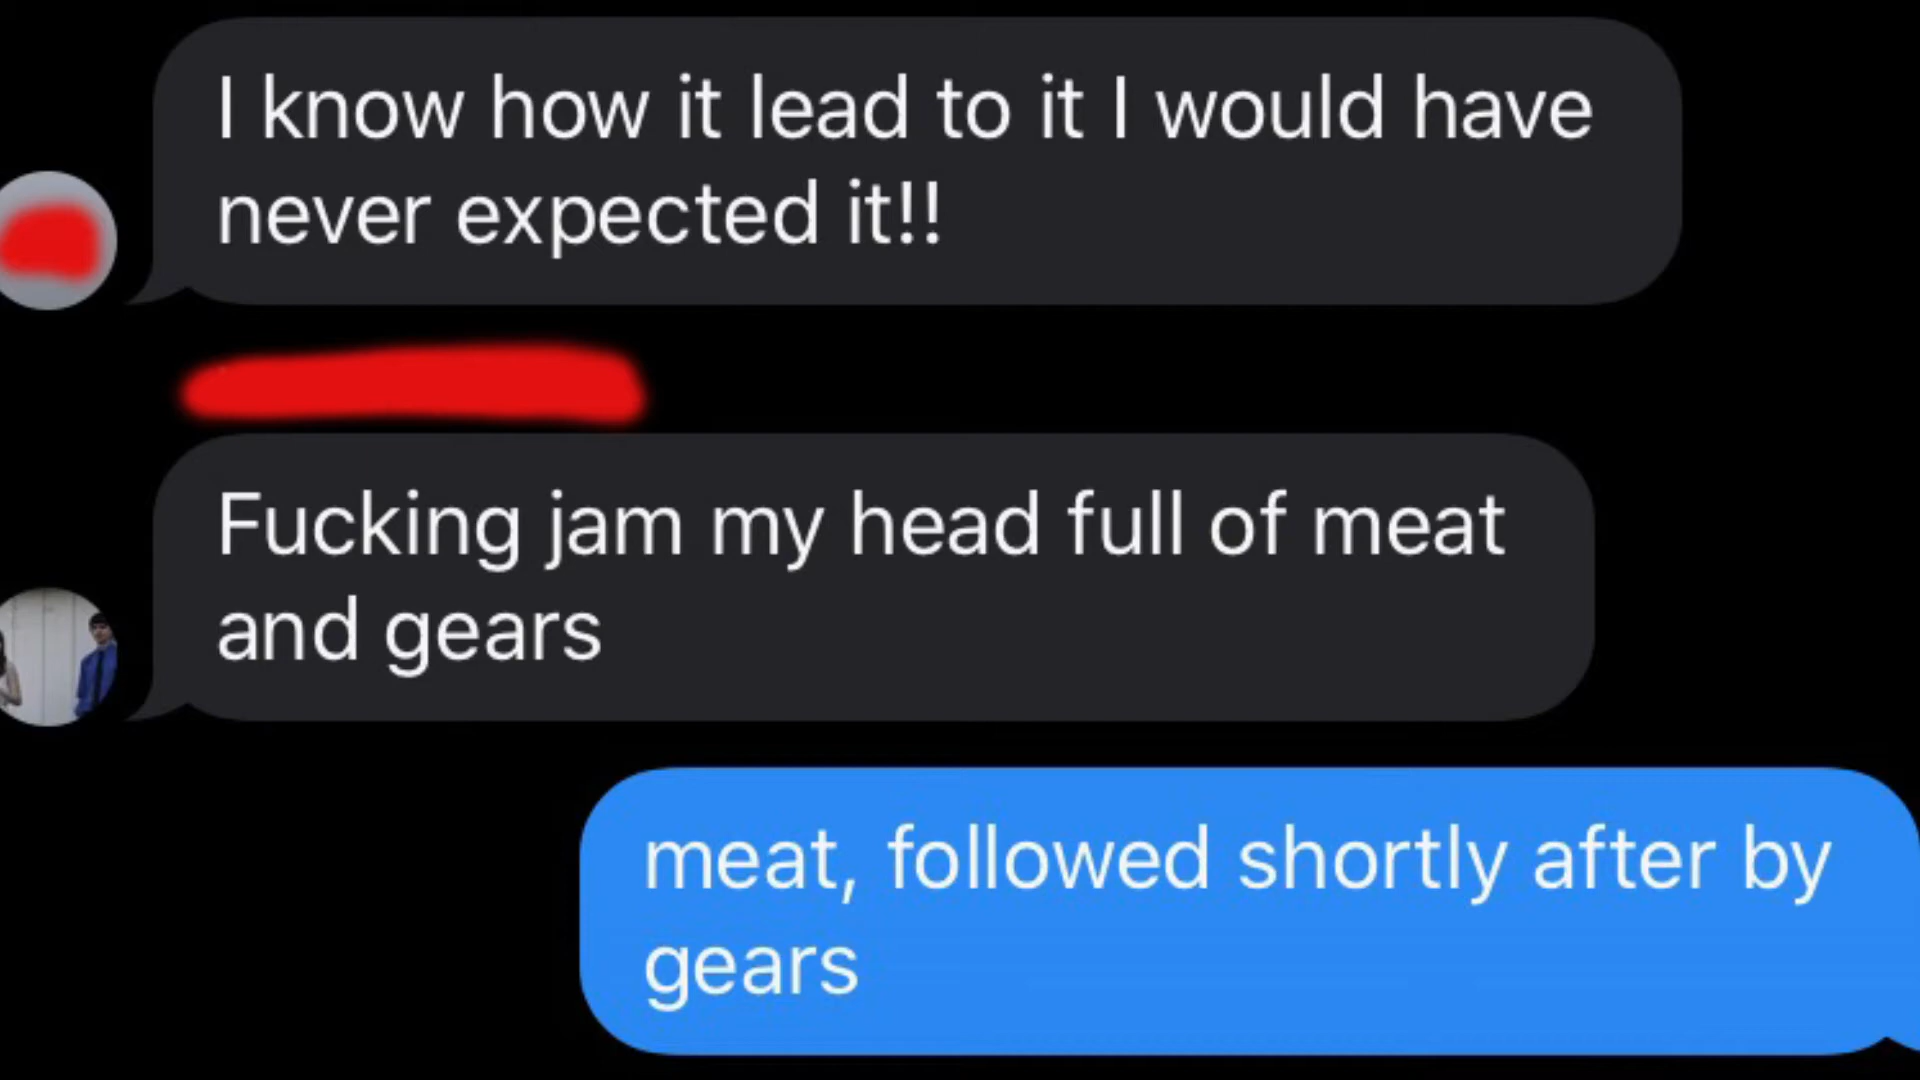 I know how it lead to it I would have
never expected it!!
Fucking jam my head full of meat
and gears
meat, followed shortly after by
gears